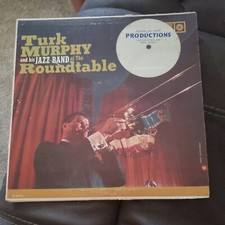 Turk
MURPHY
and his JAZZ-BAND at The
Roundtable
PRODUCTIONS